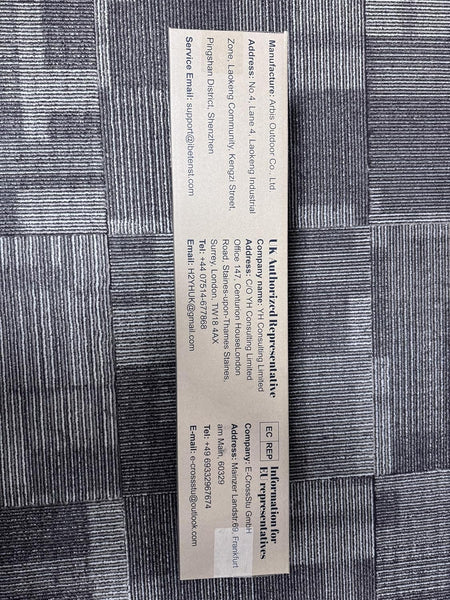 Manufacture: Arbis Outdoor Co., Ltd.
Address: No.4, Lane 4, Laokeng Industrial
Zone, Laokeng Community, Kengzi Street,
Pingshan District, Shenzhen
Service Email: support@ibetenst.com
UK Authorized Representative
Company name: YH Consulting Limited
Address: C/O YH Consulting Limited
Office 147, Centurion HouseLondon
Road, Staines-upon-Thames Staines,
Surrey, London, TW18 4AX
Tel: +44 07514-677868
Email: H2YHUK@gmail.com
EC REP
Information for
EU representatives
Company: E-CrossStu GmbH
Address: Mainzer Landstr.69, Frankfurt
am Main, 60329
Tel: +49 69332967674
E-mail: e-crossstu@outlook.com